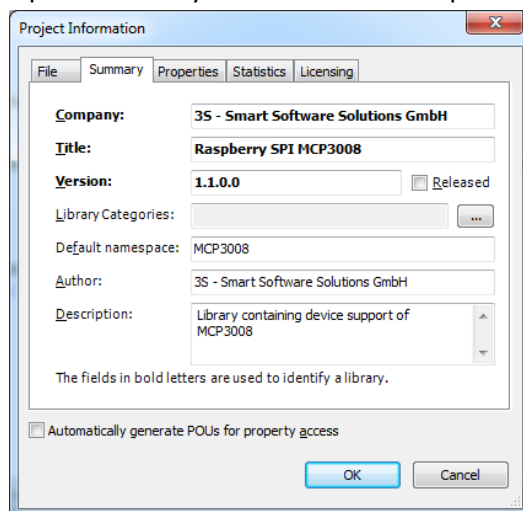 Project Information
File Summary Properties Statistics Licensing
Company: 3S - Smart Software Solutions GmbH
Title: Raspberry SPI MCP3008
Version: 1.1.0.0 Released
Library Categories: ...
Default namespace: MCP3008
Author: 3S - Smart Software Solutions GmbH
Description: Library containing device support of
MCP3008
The fields in bold letters are used to identify a library.
Automatically generate POUs for property access
OK Cancel